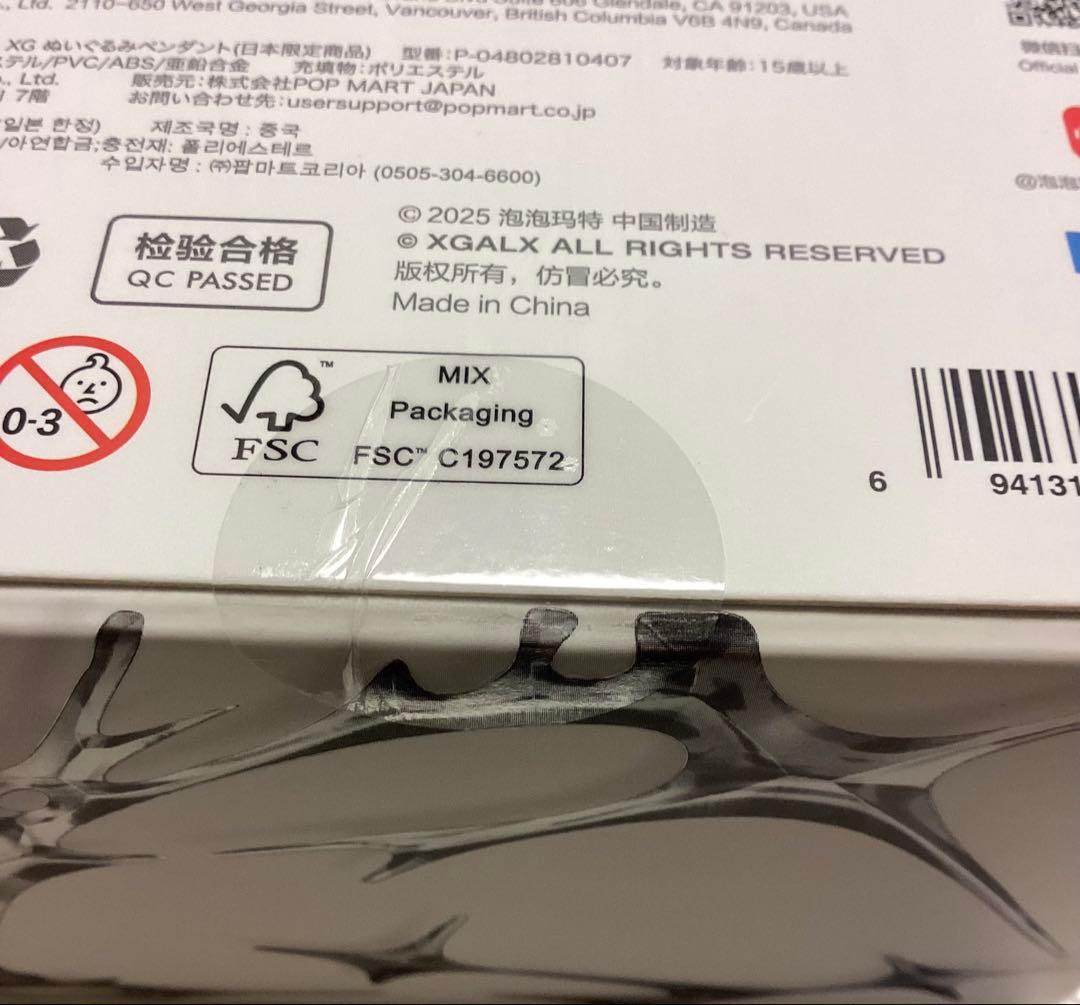 Ltd. 2110-650 West Georgia Street, Vancouver, British Columbia V6B 4N9, Canada
Glendale, CA 91203, USA
XG ぬいぐるみペンダント(日本限定商品) 型番:P-04802810407 対象年齢:15歳以上
ステル/PVC/ABS/亜鉛合金 充填物:ポリエステル
., Ltd. 販売元:株式会社POP MART JAPAN
7階 お問い合わせ先:usersupport@popmart.co.jp
일본 한정) 제조국명 : 중국
/아연합금;충전재: 폴리에스테르
수입자명 : ㈜팝마트코리아 (0505-304-6600)
检验合格
QC PASSED
© 2025 泡泡玛特 中国制造
© XGALX ALL RIGHTS RESERVED
版权所有，仿冒必究。
Made in China
0-3
FSC
™
MIX
Packaging
FSC™ C197572
6 94131
Official
@泡泡